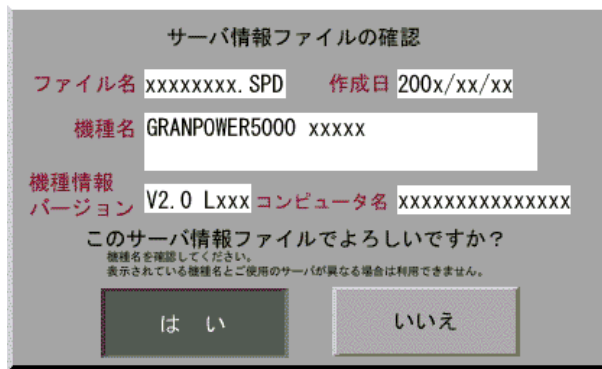 サーバ情報ファイルの確認
ファイル名 xxxxxxxx.SPD 作成日 200x/xx/xx
機種名 GRANPOWER5000 xxxxx
機種情報
バージョン V2.0 Lxxx コンピュータ名 xxxxxxxxxxxxxxx
このサーバ情報ファイルでよろしいですか？
機種名を確認してください。
表示されている機種名とご使用のサーバが異なる場合は利用できません。
はい いいえ